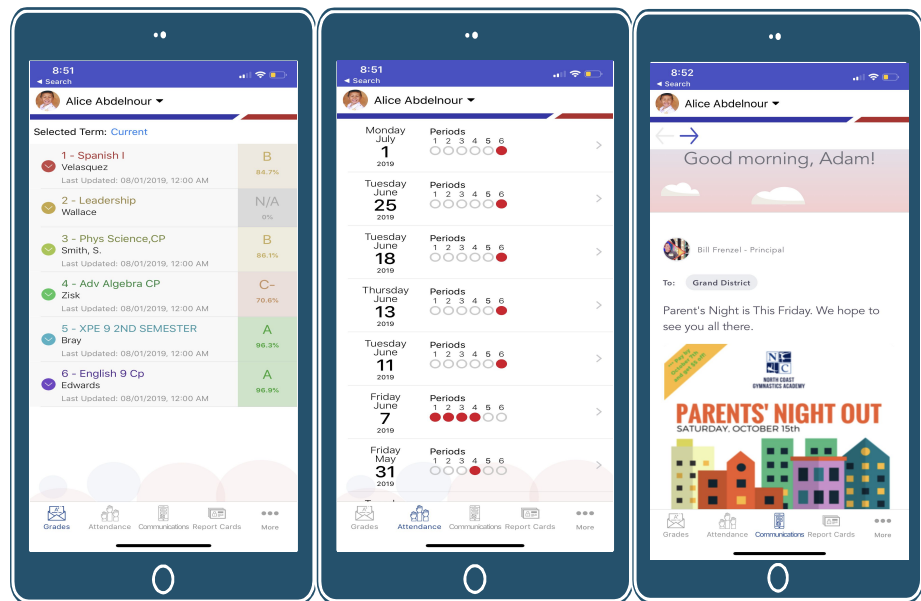 8:51
◄ Search
Alice Abdelnour
Selected Term: Current
1 - Spanish I
Velasquez
Last Updated: 08/01/2019, 12:00 AM
B
84.7%
2 - Leadership
Wallace
N/A
0%
3 - Phys Science,CP
Smith, S.
Last Updated: 08/01/2019, 12:00 AM
B
86.1%
4 - Adv Algebra CP
Zisk
Last Updated: 08/01/2019, 12:00 AM
C-
70.6%
5 - XPE 9 2ND SEMESTER
Bray
Last Updated: 08/01/2019, 12:00 AM
A
96.3%
6 - English 9 Cp
Edwards
Last Updated: 08/01/2019, 12:00 AM
A
96.9%
Grades Attendance Communications Report Cards More
8:51
◄ Search
Alice Abdelnour
Monday
July
1
2019
Periods
1 2 3 4 5 6
Tuesday
June
25
2019
Periods
1 2 3 4 5 6
Tuesday
June
18
2019
Periods
1 2 3 4 5 6
Thursday
June
13
2019
Periods
1 2 3 4 5 6
Tuesday
June
11
2019
Periods
1 2 3 4 5 6
Friday
June
7
2019
Periods
1 2 3 4 5 6
Friday
May
31
2019
Periods
1 2 3 4 5 6
Grades Attendance Communications Report Cards More
8:52
◄ Search
Alice Abdelnour
Good morning, Adam!
Bill Frenzel - Principal
To: Grand District
Parent's Night is This Friday. We hope to
see you all there.
NORTH COAST
GYMNASTICS ACADEMY
PARENTS' NIGHT OUT
SATURDAY, OCTOBER 15th
Grades Attendance Communications Report Cards More